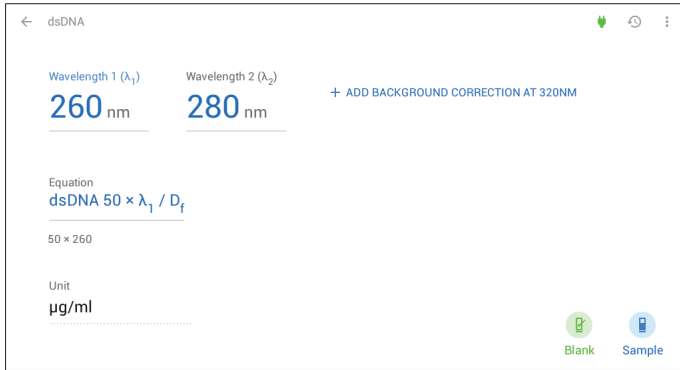 dsDNA
Wavelength 1 (λ₁) Wavelength 2 (λ₂)
260 nm 280 nm + ADD BACKGROUND CORRECTION AT 320NM
Equation
dsDNA 50 × λ₁ / D_f
50 × 260
Unit
µg/ml
Blank Sample